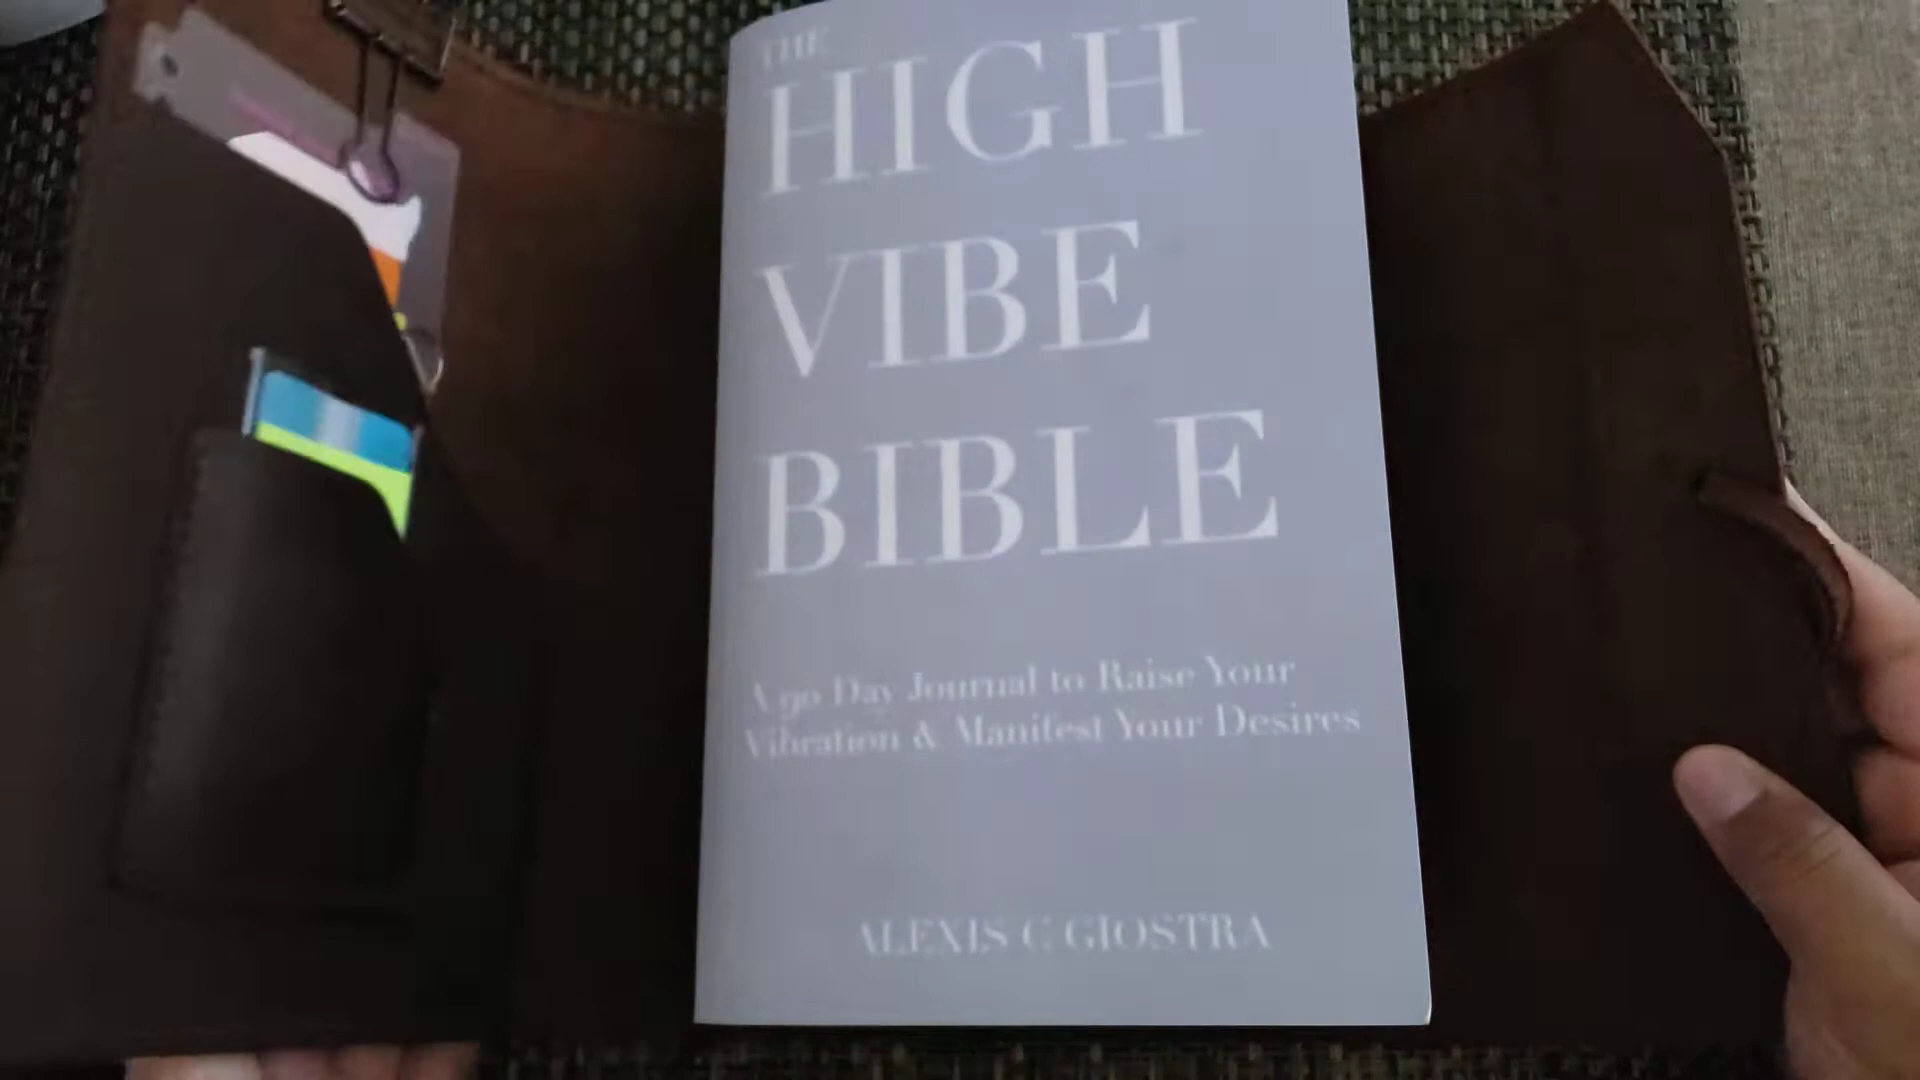 THE
HIGH
VIBE
BIBLE
A 90 Day Journal to Raise Your
Vibration & Manifest Your Desires
ALEXIS C GIOSTRA